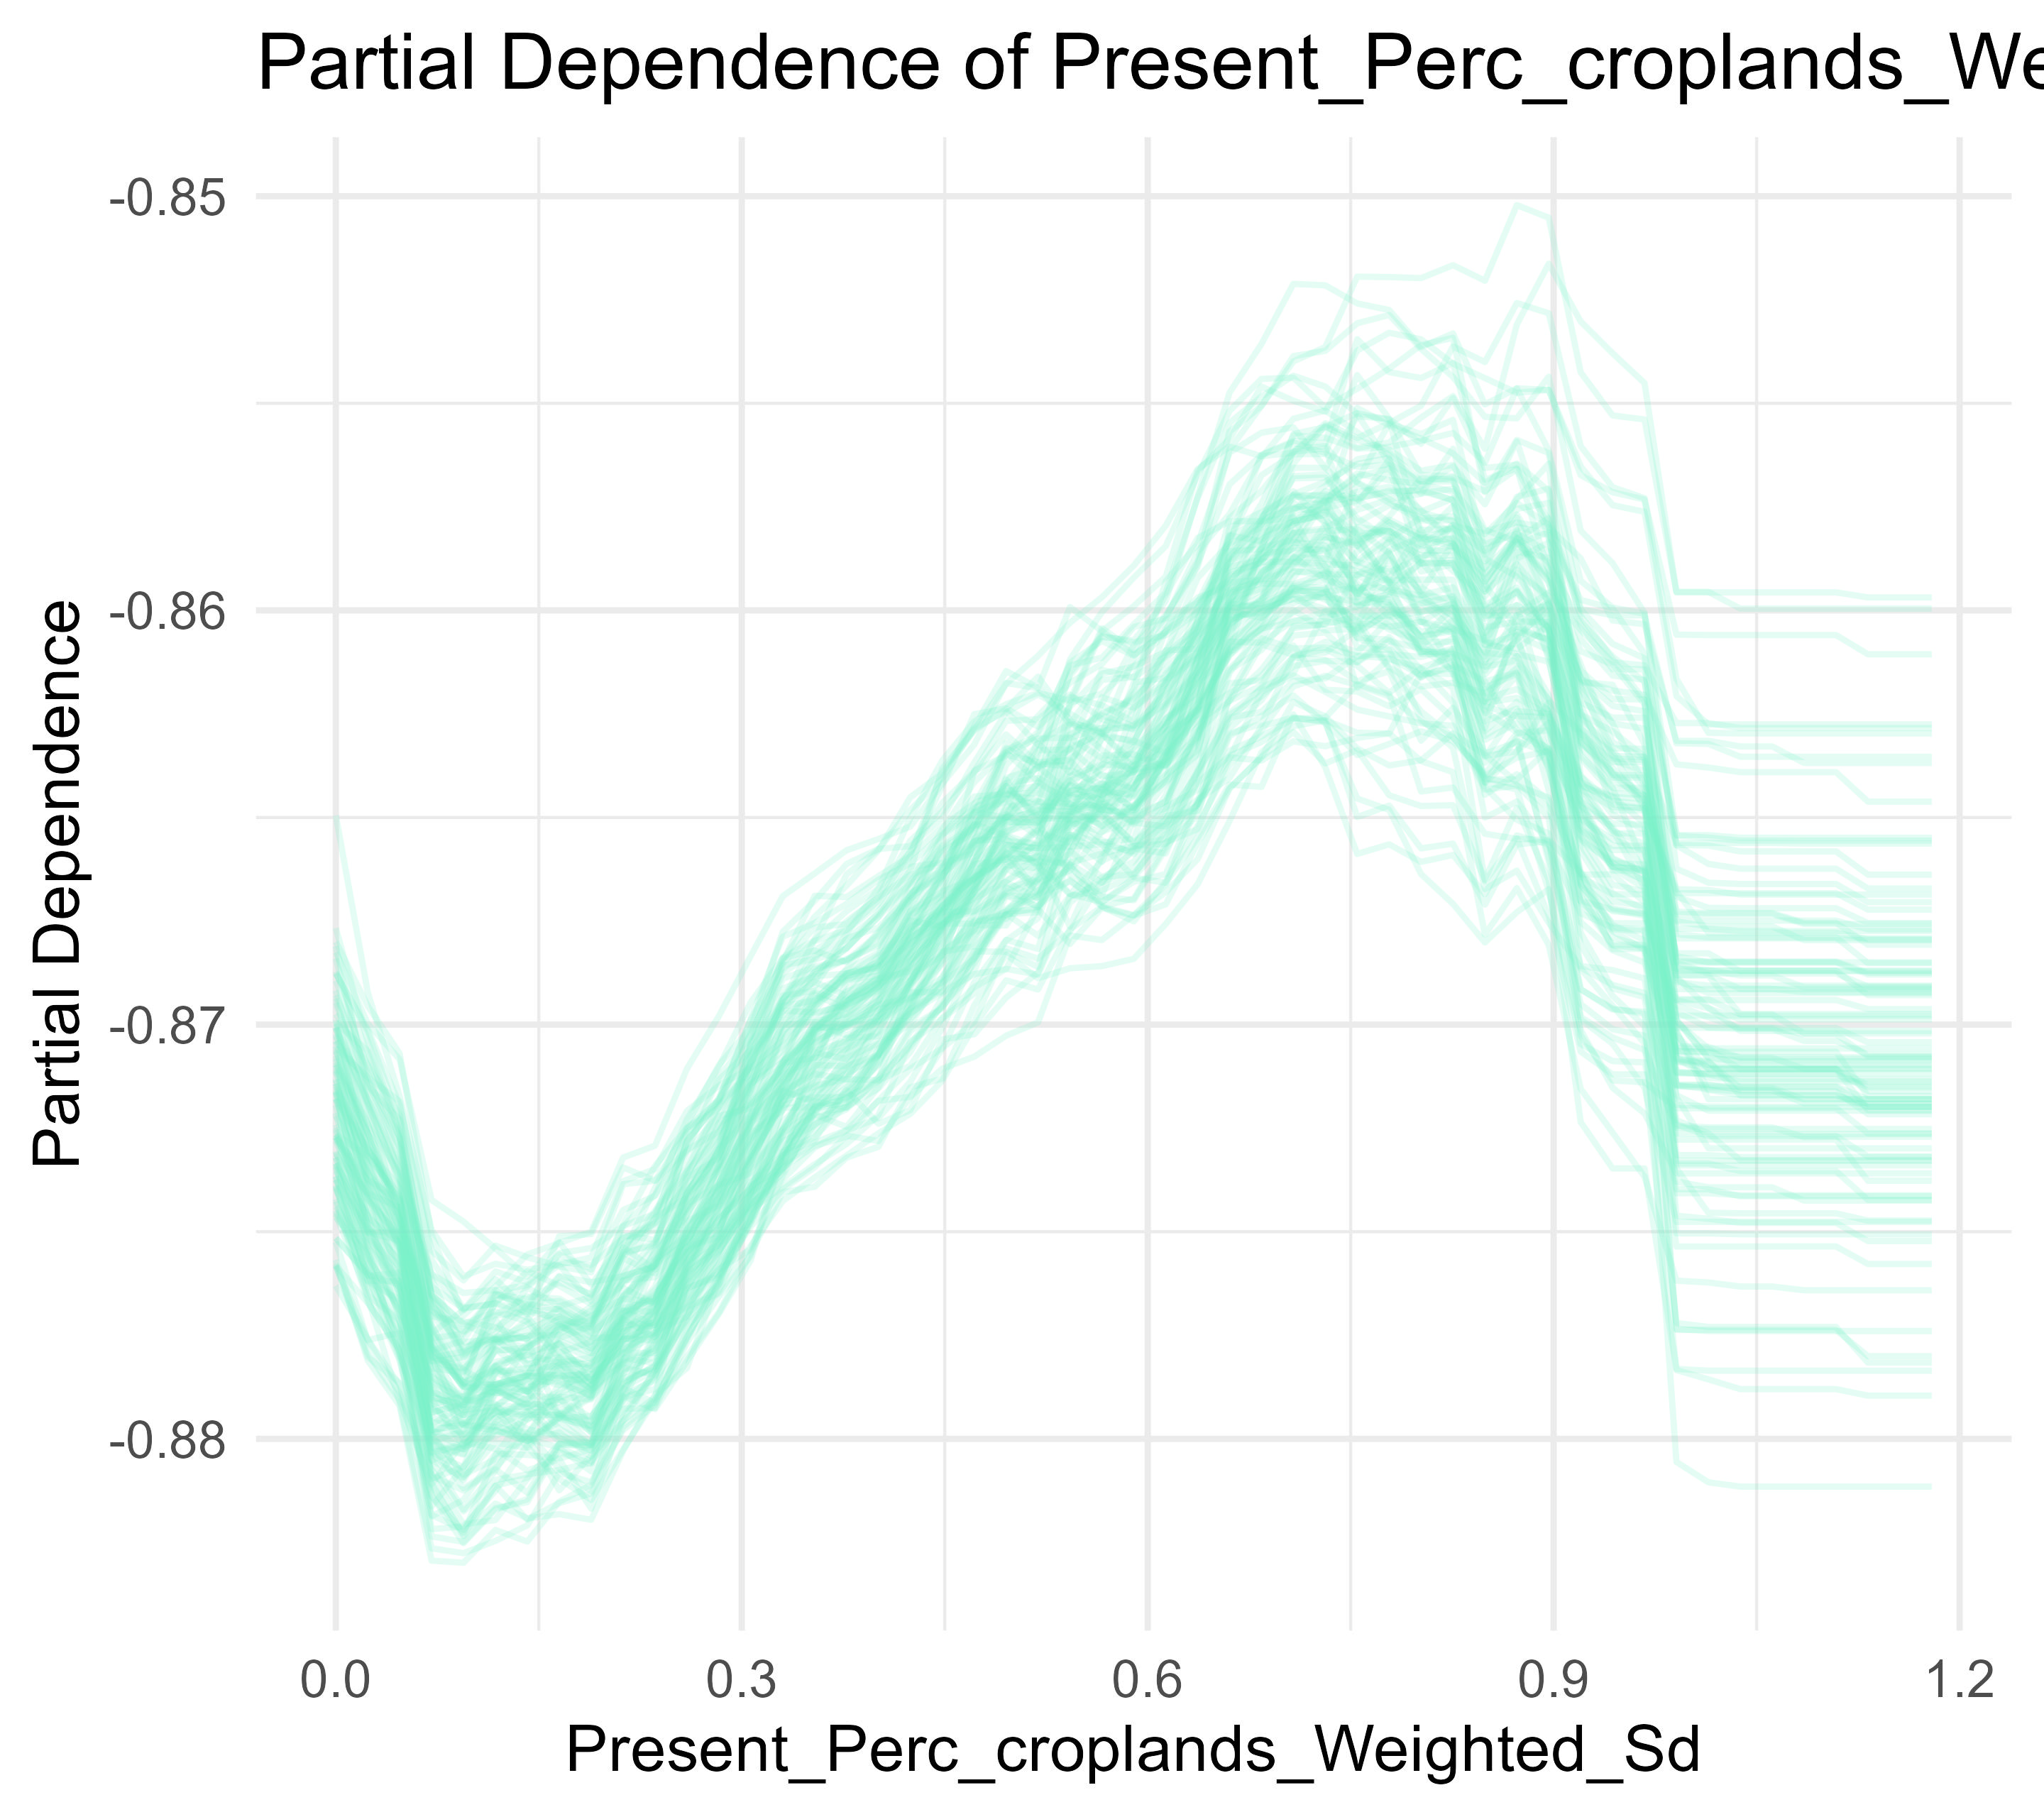 Partial Dependence of Present_Perc_croplands_We
-0.85
-0.86
-0.87
-0.88
Partial Dependence
0.0 0.3 0.6 0.9 1.2
Present_Perc_croplands_Weighted_Sd